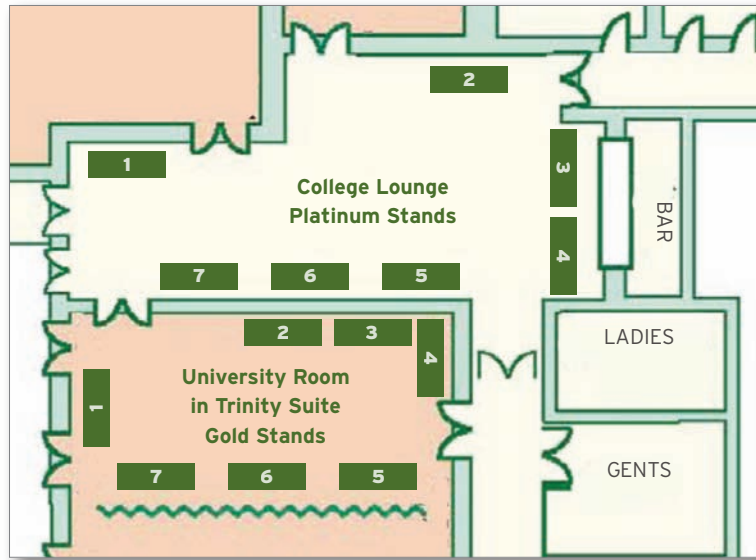 2
1
3
College Lounge
Platinum Stands
BAR
4
7
6
5
2
3
4
LADIES
University Room
in Trinity Suite
Gold Stands
1
7
6
5
GENTS